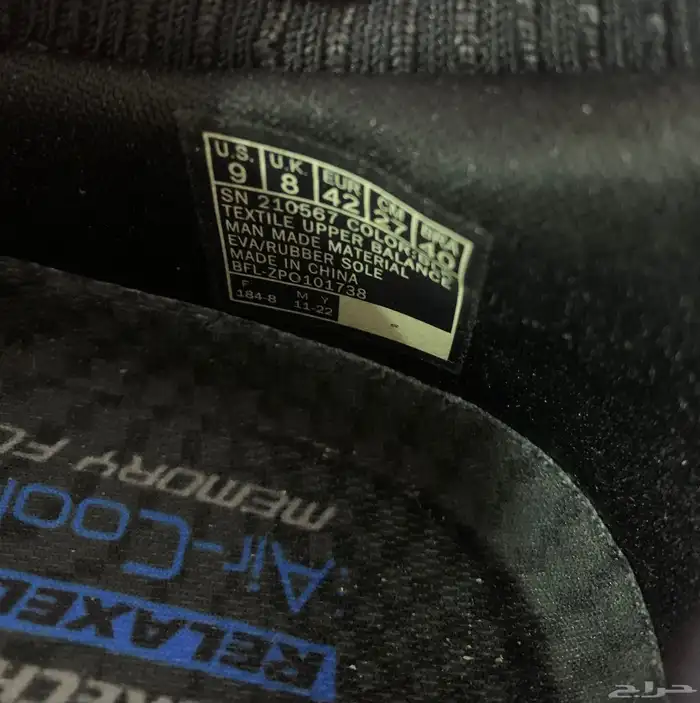 U.S. U.K. EUR CM BRA
9 8 42 27 40
SN 210567 COLOR:
TEXTILE UPPER BALANCE
MAN MADE MATERIAL
EVA/RUBBER SOLE
MADE IN CHINA
BFL-ZPO101738
F M Y
184-8 11-22
MEMORY FO
Air-Cool
RELAXED
RECH
حراج